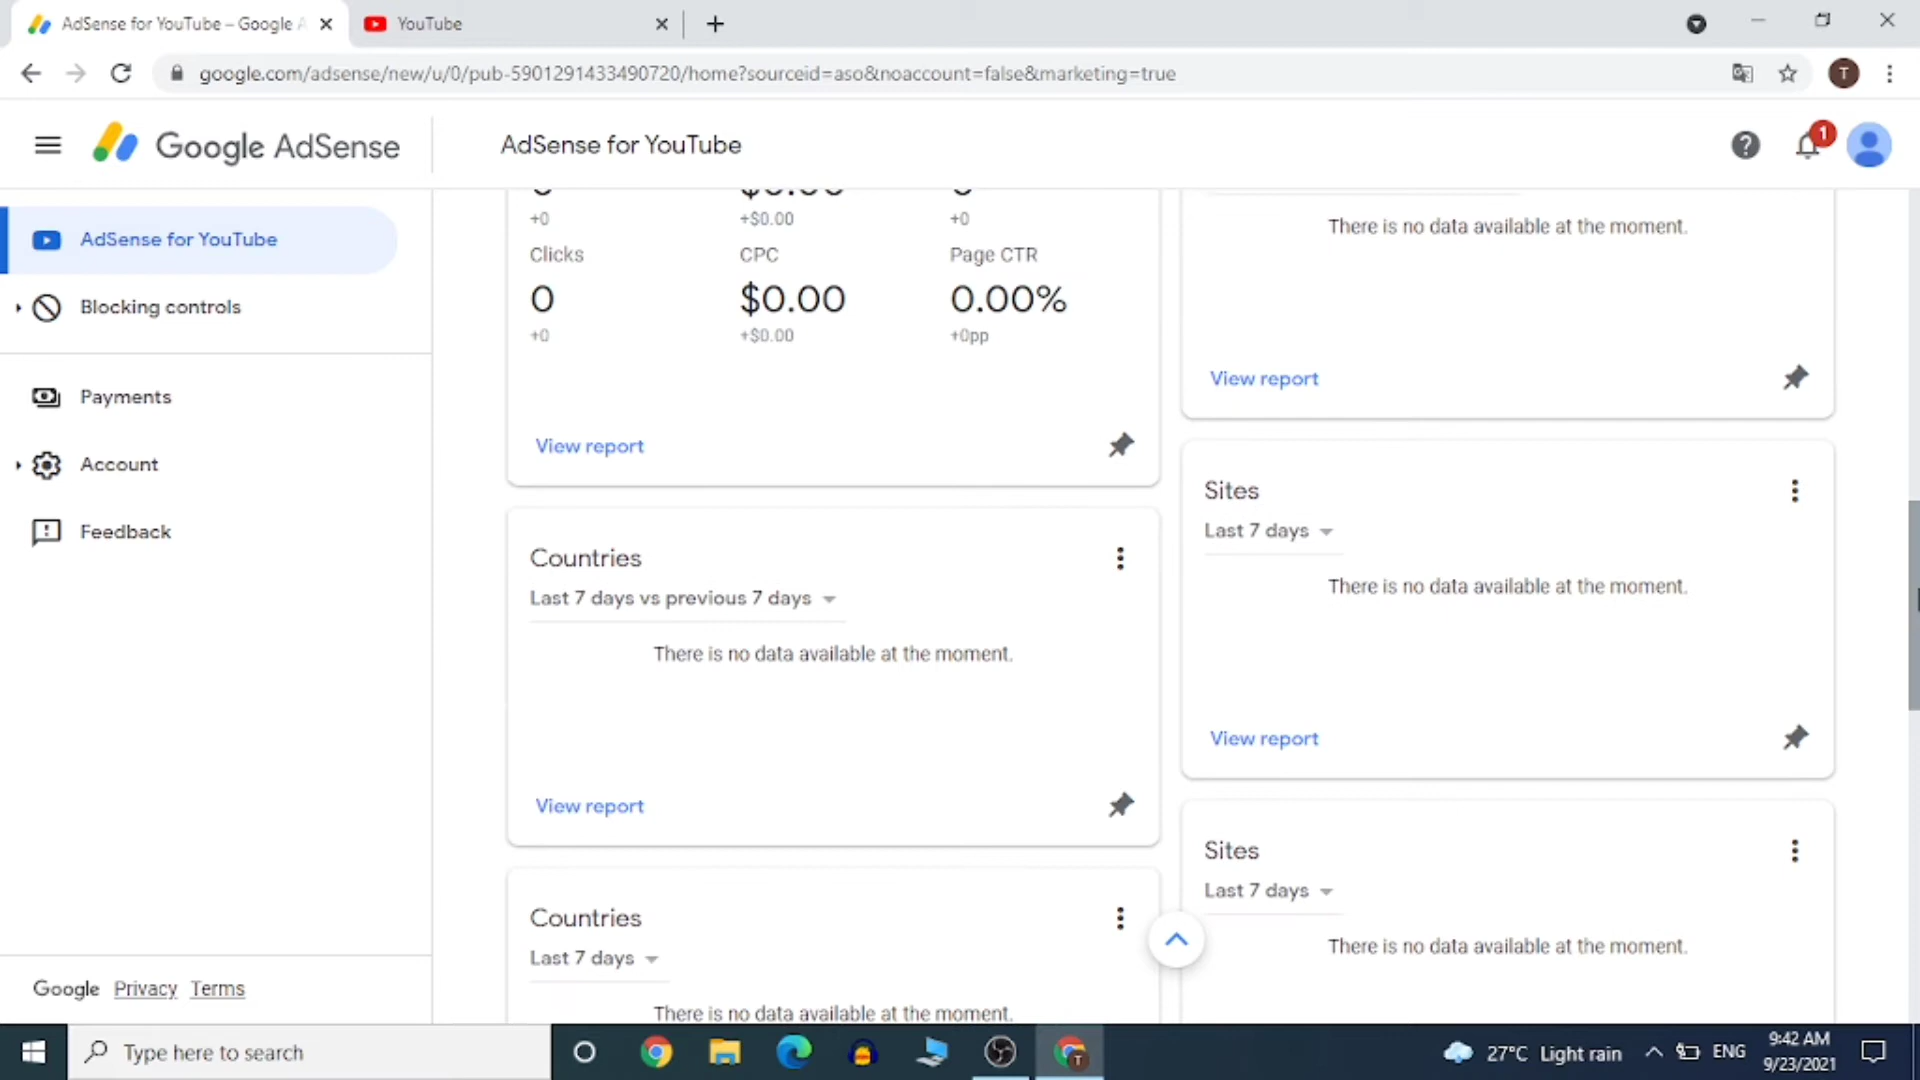 AdSense for YouTube – Google A
YouTube
google.com/adsense/new/u/0/pub-5901291433490720/home?sourceid=aso&noaccount=false&marketing=true
T
Google AdSense
AdSense for YouTube
1
AdSense for YouTube
Blocking controls
Payments
Account
Feedback
Google Privacy Terms
0 $0.00 0
+0 +$0.00 +0
Clicks CPC Page CTR
0 $0.00 0.00%
+0 +$0.00 +0pp
View report
Countries
Last 7 days vs previous 7 days
There is no data available at the moment.
View report
Countries
Last 7 days
There is no data available at the moment.
There is no data available at the moment.
View report
Sites
Last 7 days
There is no data available at the moment.
View report
Sites
Last 7 days
There is no data available at the moment.
Type here to search
T
27°C Light rain
ENG
9:42 AM
9/23/2021